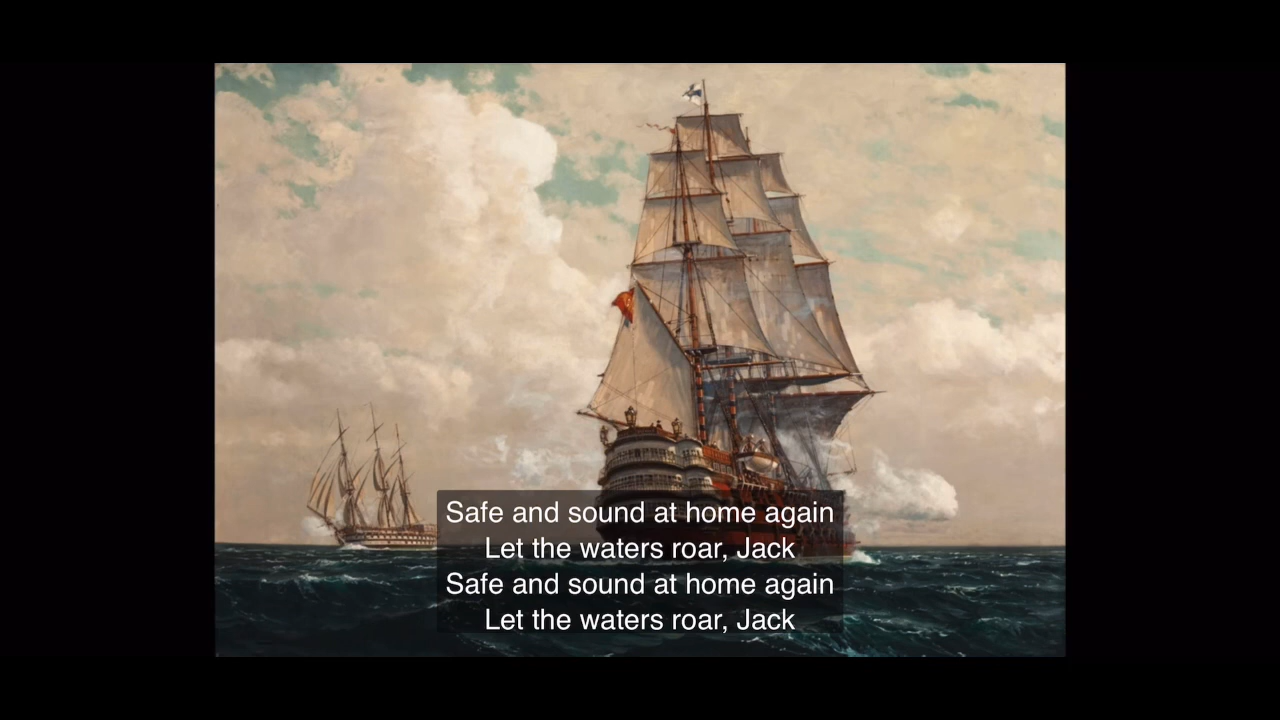 Safe and sound at home again
Let the waters roar, Jack
Safe and sound at home again
Let the waters roar, Jack